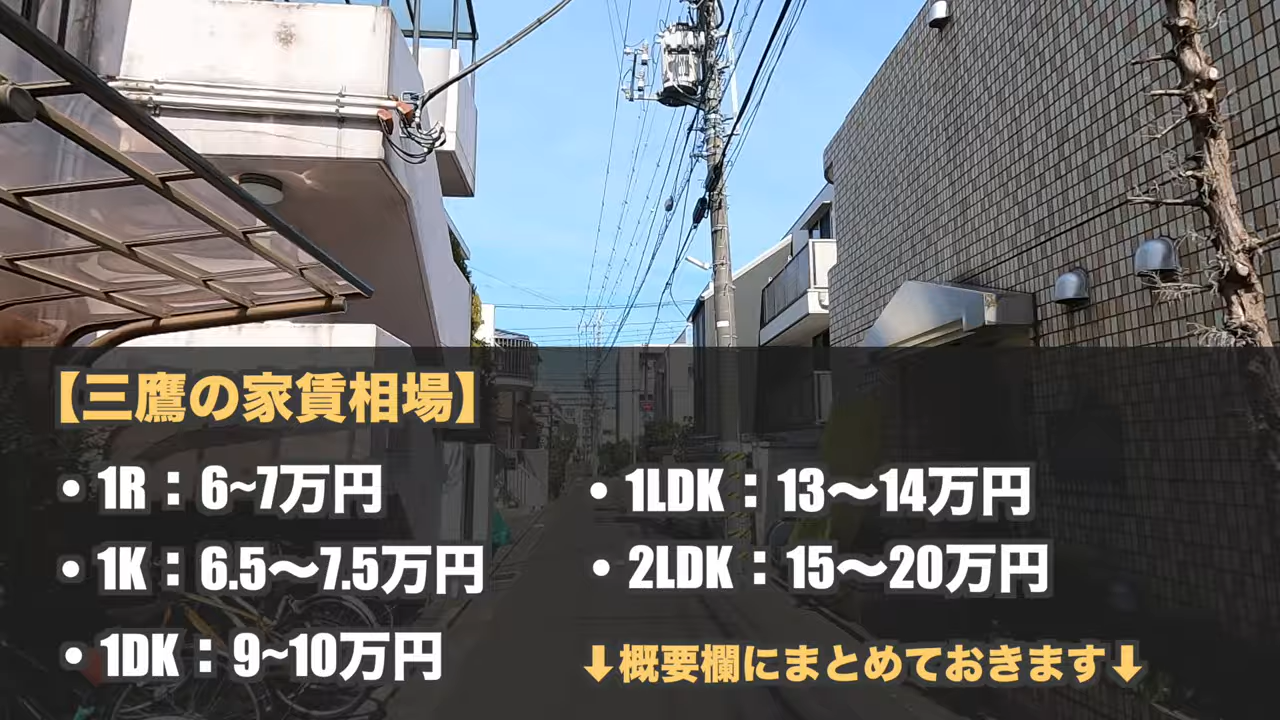 【三鷹の家賃相場】
・1R：6~7万円
・1K：6.5〜7.5万円
・1DK：9~10万円
・1LDK：13〜14万円
・2LDK：15〜20万円
⬇概要欄にまとめておきます⬇